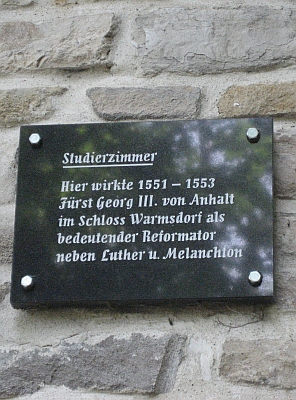 Studierzimmer
Hier wirkte 1551 – 1553
Fürst Georg III. von Anhalt
im Schloss Warmsdorf als
bedeutender Reformator
neben Luther u. Melanchton